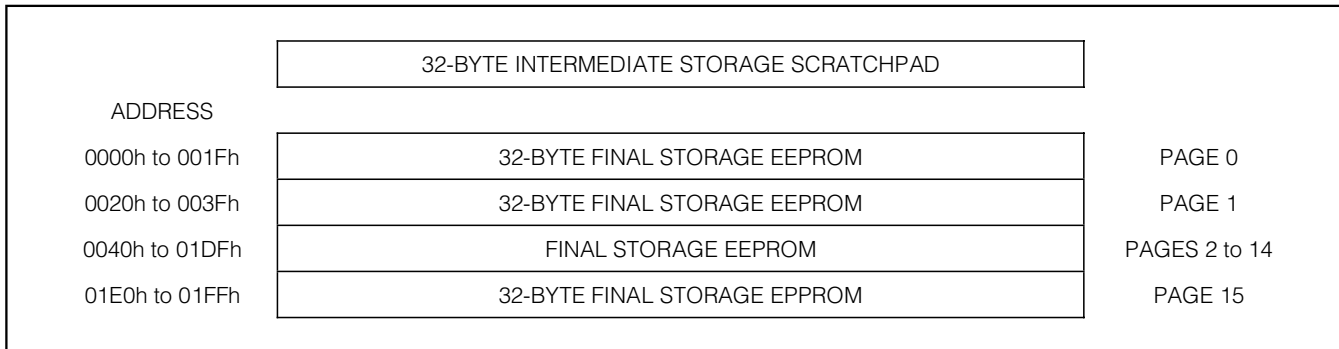 32-BYTE INTERMEDIATE STORAGE SCRATCHPAD
ADDRESS
0000h to 001Fh 32-BYTE FINAL STORAGE EEPROM PAGE 0
0020h to 003Fh 32-BYTE FINAL STORAGE EEPROM PAGE 1
0040h to 01DFh FINAL STORAGE EEPROM PAGES 2 to 14
01E0h to 01FFh 32-BYTE FINAL STORAGE EPPROM PAGE 15